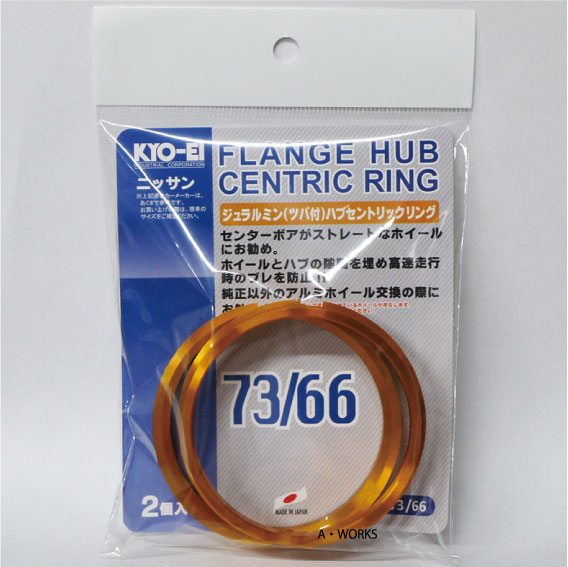 KYO-EI
INDUSTRIAL CORPORATION
FLANGE HUB
CENTRIC RING
ニッサン
ジュラルミン(ツバ付)ハブセントリックリング
センターボアがストレートなホイール
にお勧め。
ホイールとハブの隙間を埋め高速走行
時のブレを防止
純正以外のアルミホイール交換の際に
73/66
2個入
MADE IN JAPAN
3/66
A・WORKS